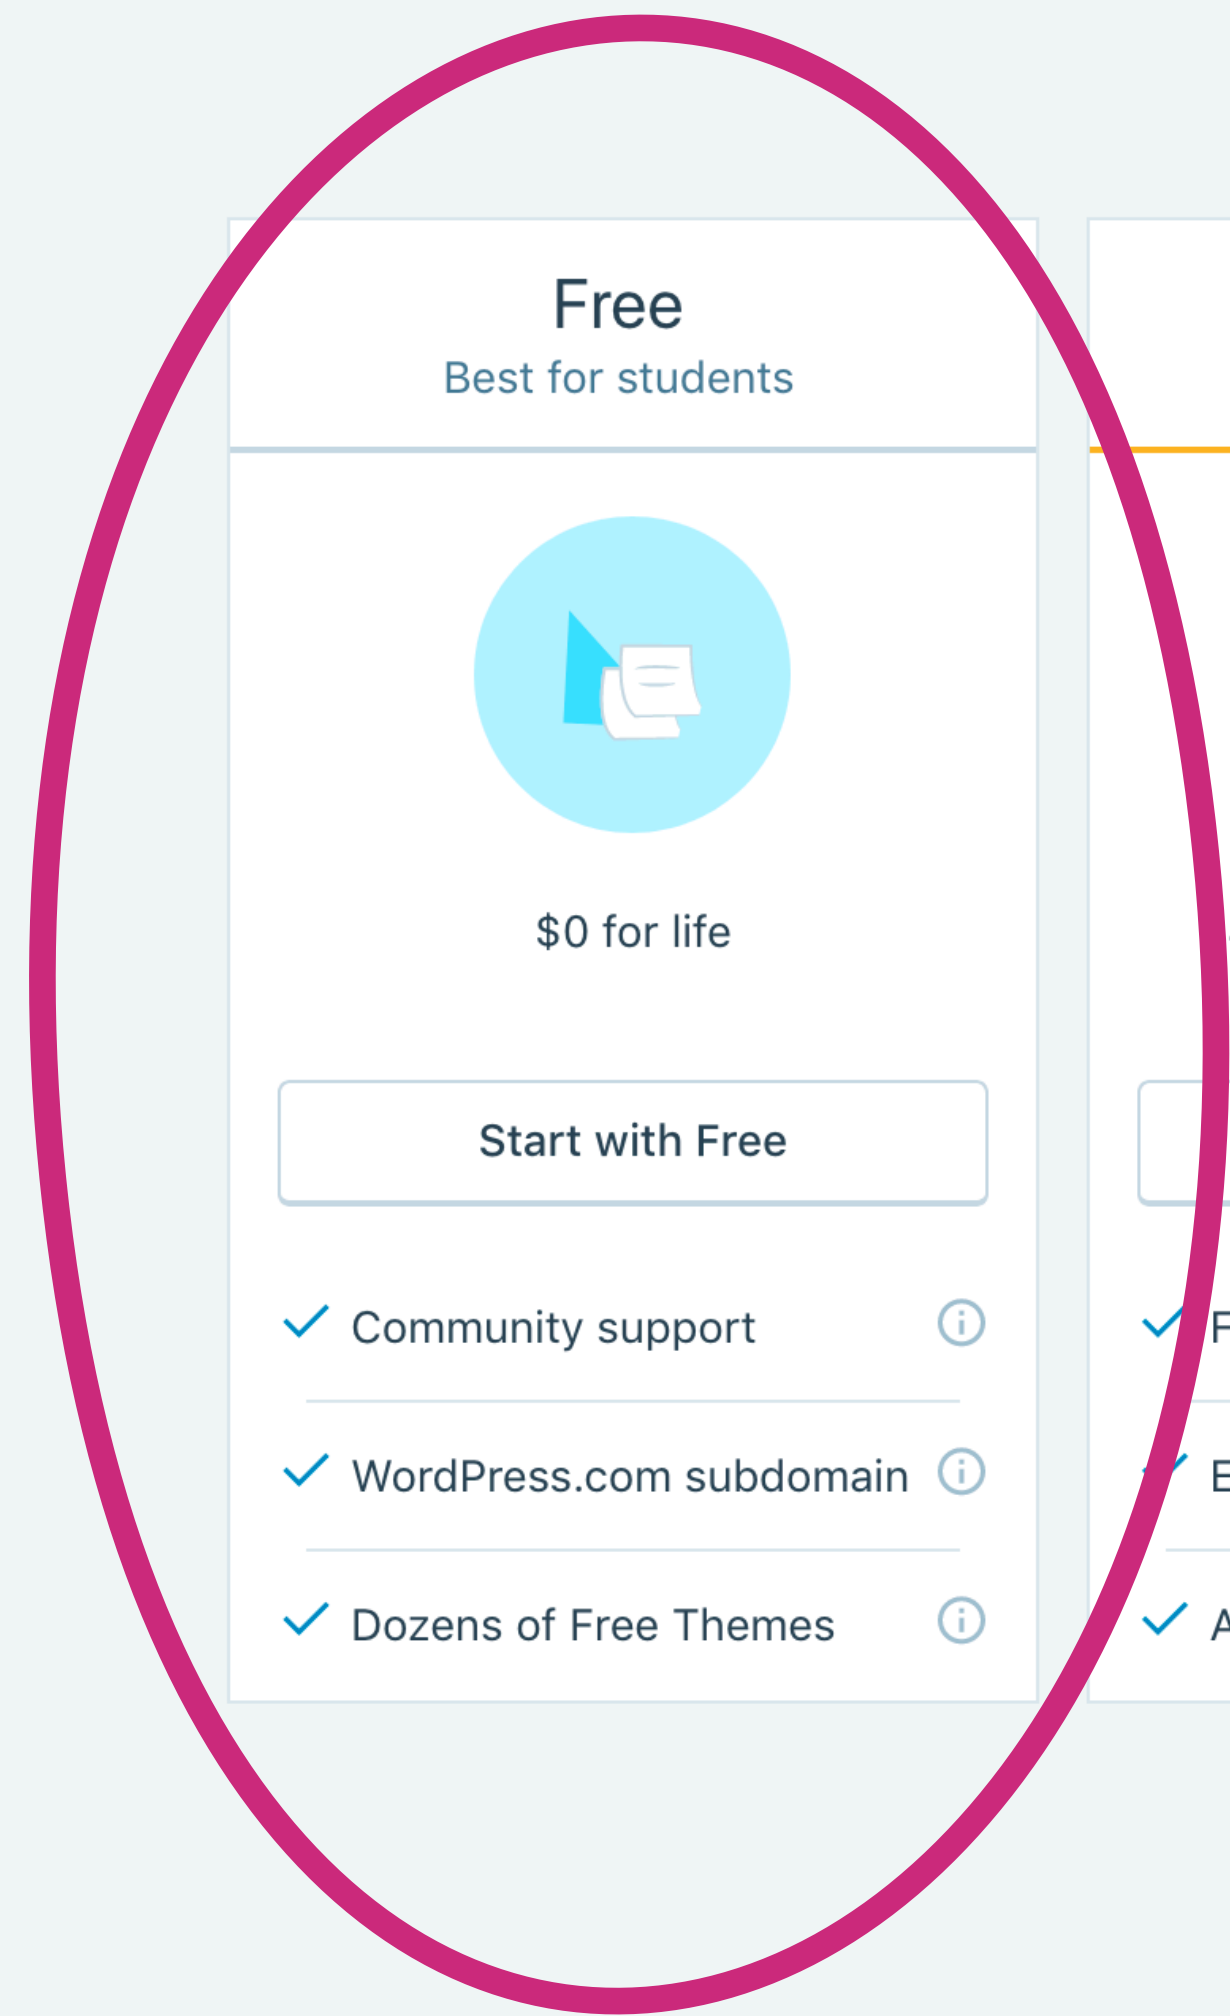 Free
Best for students
$0 for life
Start with Free
Community support
WordPress.com subdomain
Dozens of Free Themes